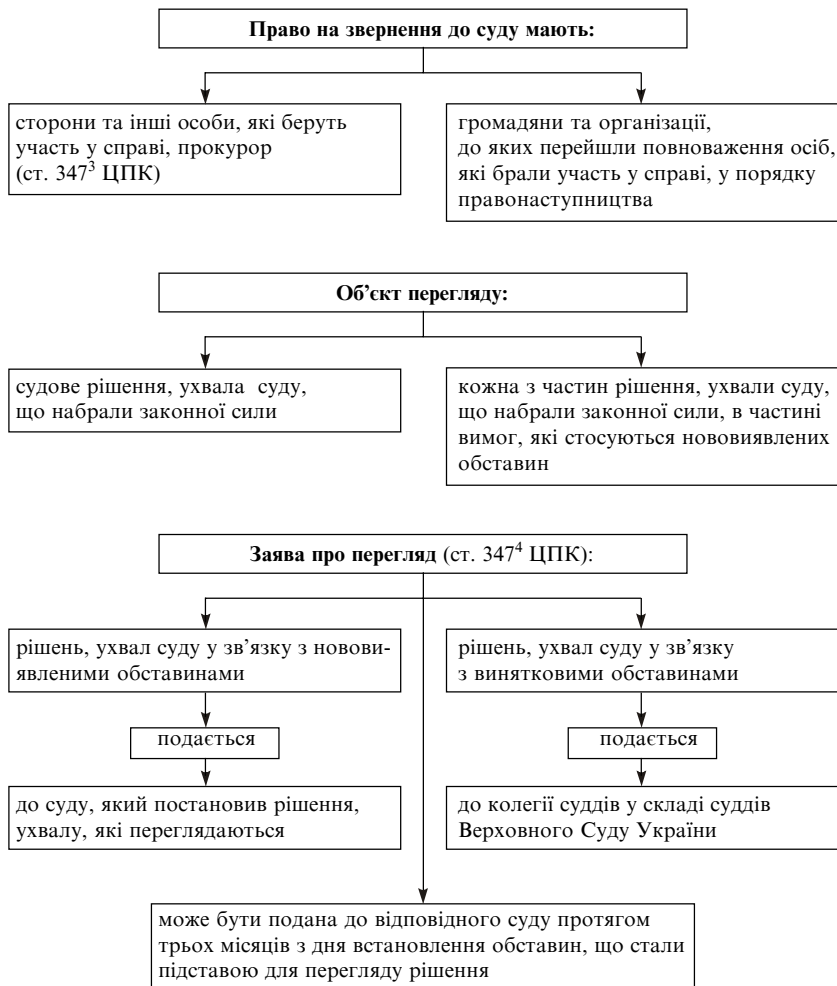 Право на звернення до суду мають:
сторони та інші особи, які беруть
участь у справі, прокурор
(ст. 347³ ЦПК)
громадяни та організації,
до яких перейшли повноваження осіб,
які брали участь у справі, у порядку
правонаступництва
Об’єкт перегляду:
судове рішення, ухвала суду,
що набрали законної сили
кожна з частин рішення, ухвали суду,
що набрали законної сили, в частині
вимог, які стосуються нововиявлених
обставин
Заява про перегляд (ст. 347⁴ ЦПК):
рішень, ухвал суду у зв’язку з нововия-
вленими обставинами
рішень, ухвал суду у зв’язку
з винятковими обставинами
подається
подається
до суду, який постановив рішення,
ухвалу, які переглядаються
до колегії суддів у складі суддів
Верховного Суду України
може бути подана до відповідного суду протягом
трьох місяців з дня встановлення обставин, що стали
підставою для перегляду рішення